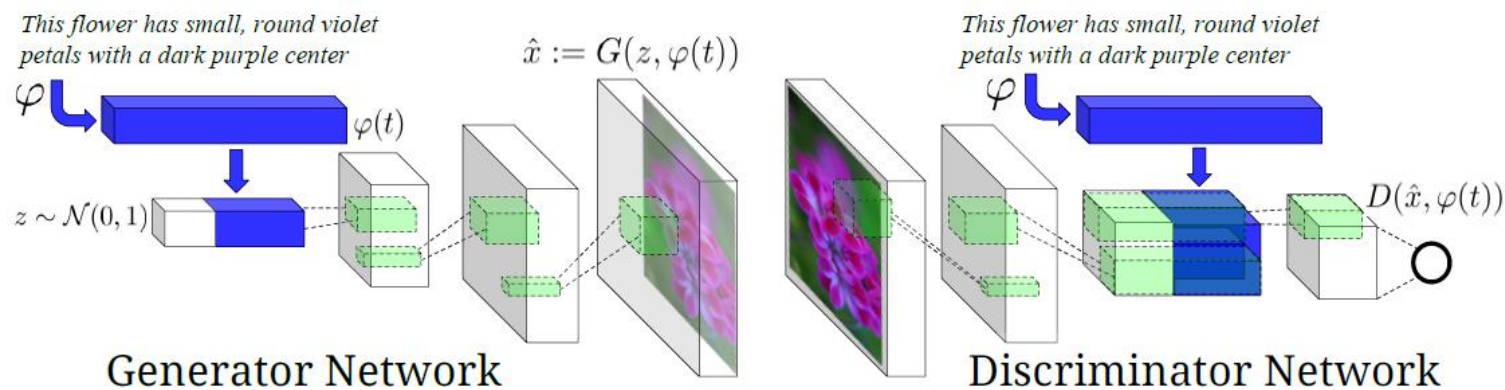 This flower has small, round violet
petals with a dark purple center
φ
φ(t)
z ~ 𝒩(0, 1)
x̂ := G(z, φ(t))
Generator Network
This flower has small, round violet
petals with a dark purple center
φ
D(x̂, φ(t))
Discriminator Network